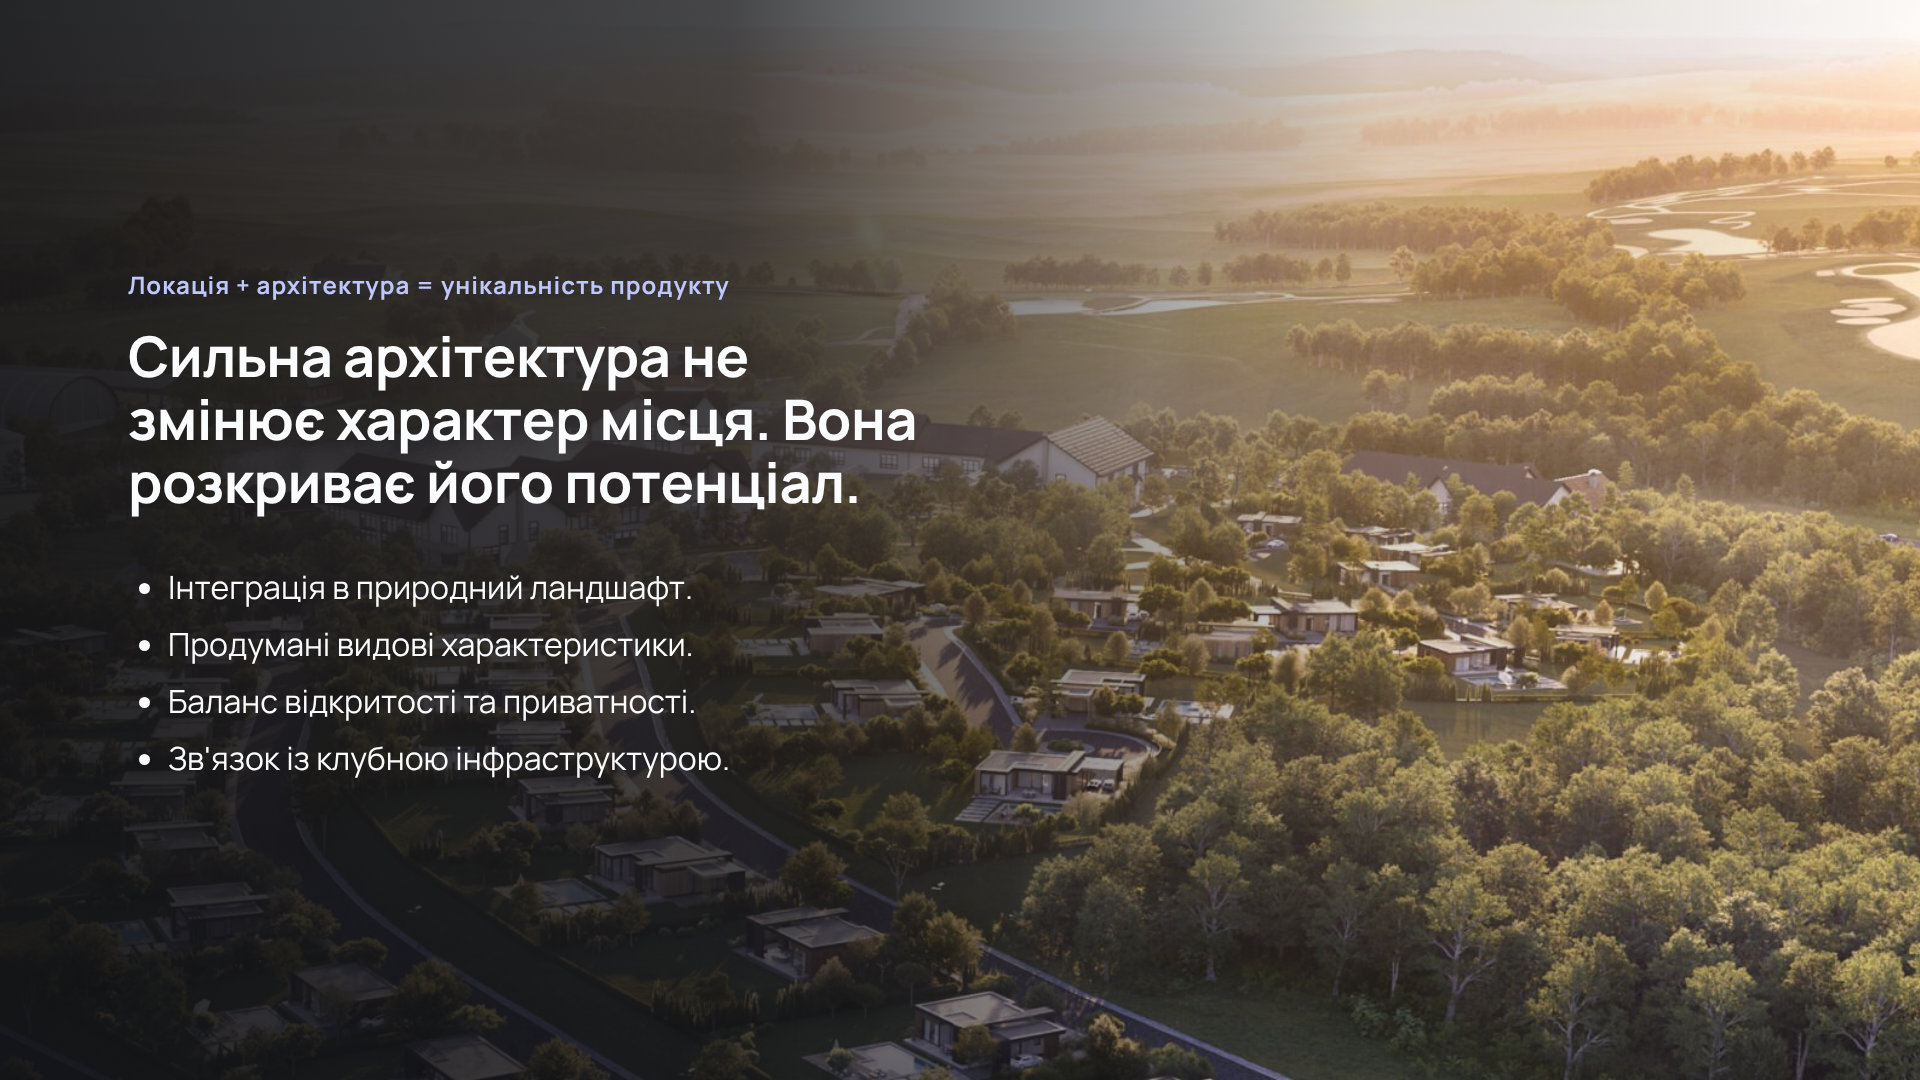 Локація + архітектура = унікальність продукту
Сильна архітектура не
змінює характер місця. Вона
розкриває його потенціал.
• Інтеграція в природний ландшафт.
• Продумані видові характеристики.
• Баланс відкритості та приватності.
• Зв'язок із клубною інфраструктурою.